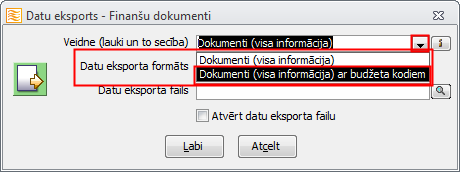 Datu eksports - Finanšu dokumenti
Veidne (lauki un to secība) Dokumenti (visa informācija)
Datu eksporta formāts Dokumenti (visa informācija)
Dokumenti (visa informācija) ar budžeta kodiem
Datu eksporta fails
Atvērt datu eksporta failu
Labi Atcelt